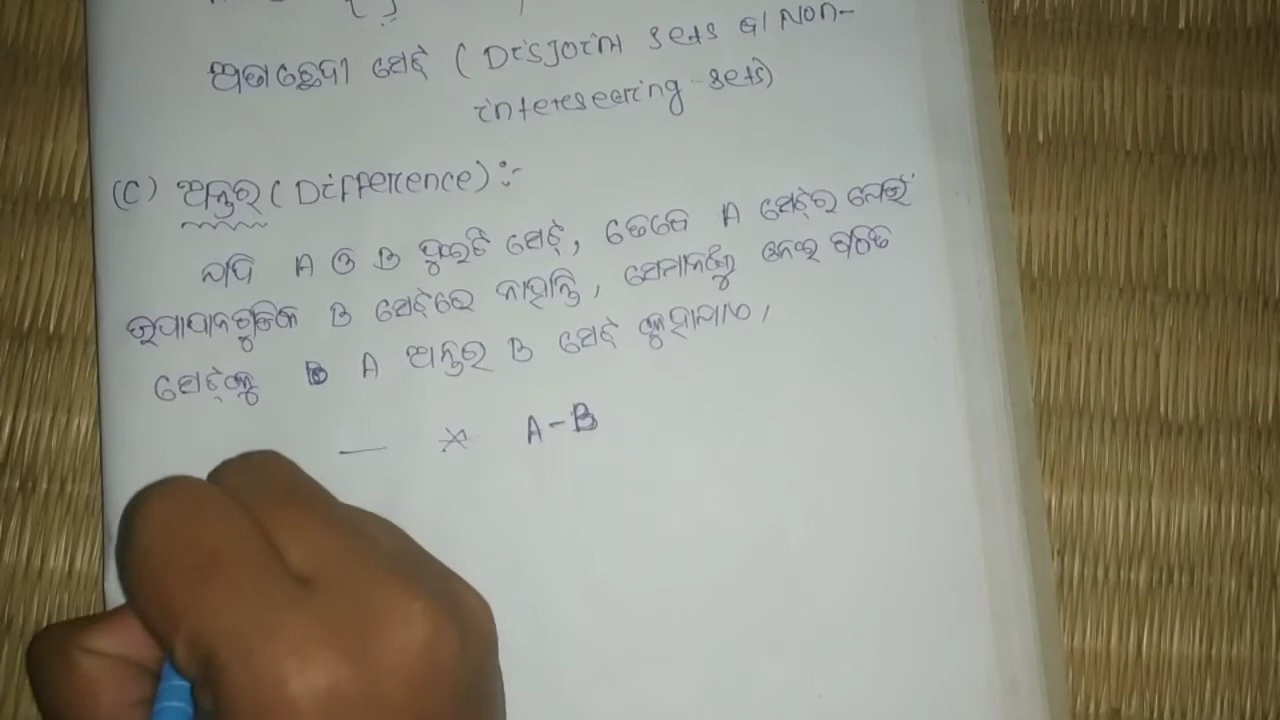 ଅଣଛେଦୀ ସେଟ୍ (Disjoint sets ବା Non-
intersecting sets)
(C) ଅନ୍ତର (Difference) :-
ଯଦି A ଓ B ଦୁଇଟି ସେଟ୍, ତେବେ A ସେଟ୍‌ର ଯେଉଁ
ଉପାଦାନଗୁଡିକ B ସେଟ୍‌ରେ ନାହାନ୍ତି, ସେମାନଙ୍କୁ ନେଇ ଗଠିତ
ସେଟ୍‌କୁ A ଅନ୍ତର B ସେଟ୍ କୁହାଯାଏ ।
— * A-B